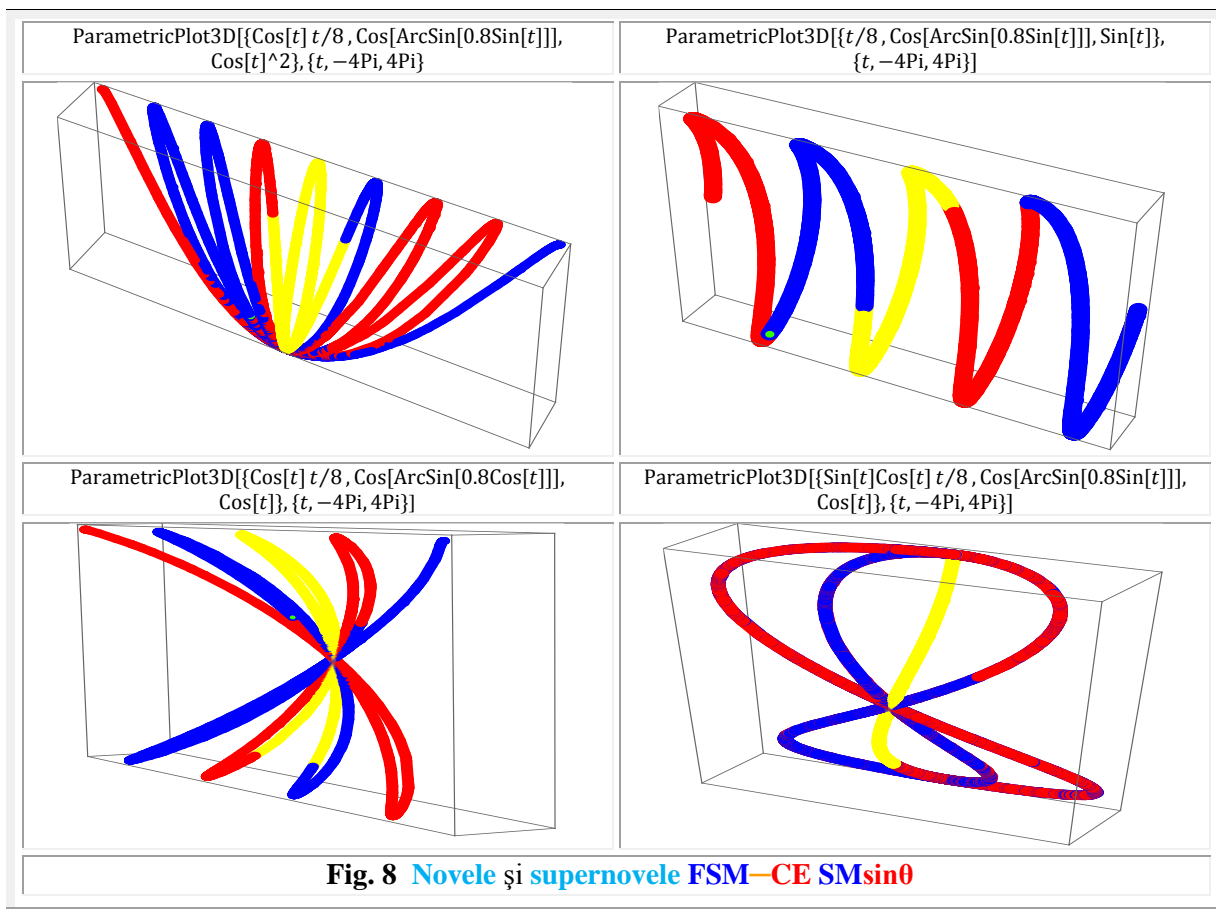 ParametricPlot3D[{Cos[t] t/8 , Cos[ArcSin[0.8Sin[t]]],
Cos[t]^2}, {t, −4Pi, 4Pi}
ParametricPlot3D[{t/8 , Cos[ArcSin[0.8Sin[t]]], Sin[t]},
{t, −4Pi, 4Pi}]
ParametricPlot3D[{Cos[t] t/8 , Cos[ArcSin[0.8Cos[t]]],
Cos[t]}, {t, −4Pi, 4Pi}]
ParametricPlot3D[{Sin[t]Cos[t] t/8 , Cos[ArcSin[0.8Sin[t]]],
Cos[t]}, {t, −4Pi, 4Pi}]
Fig. 8 Novele şi supernovele FSM—CE SMsinθ